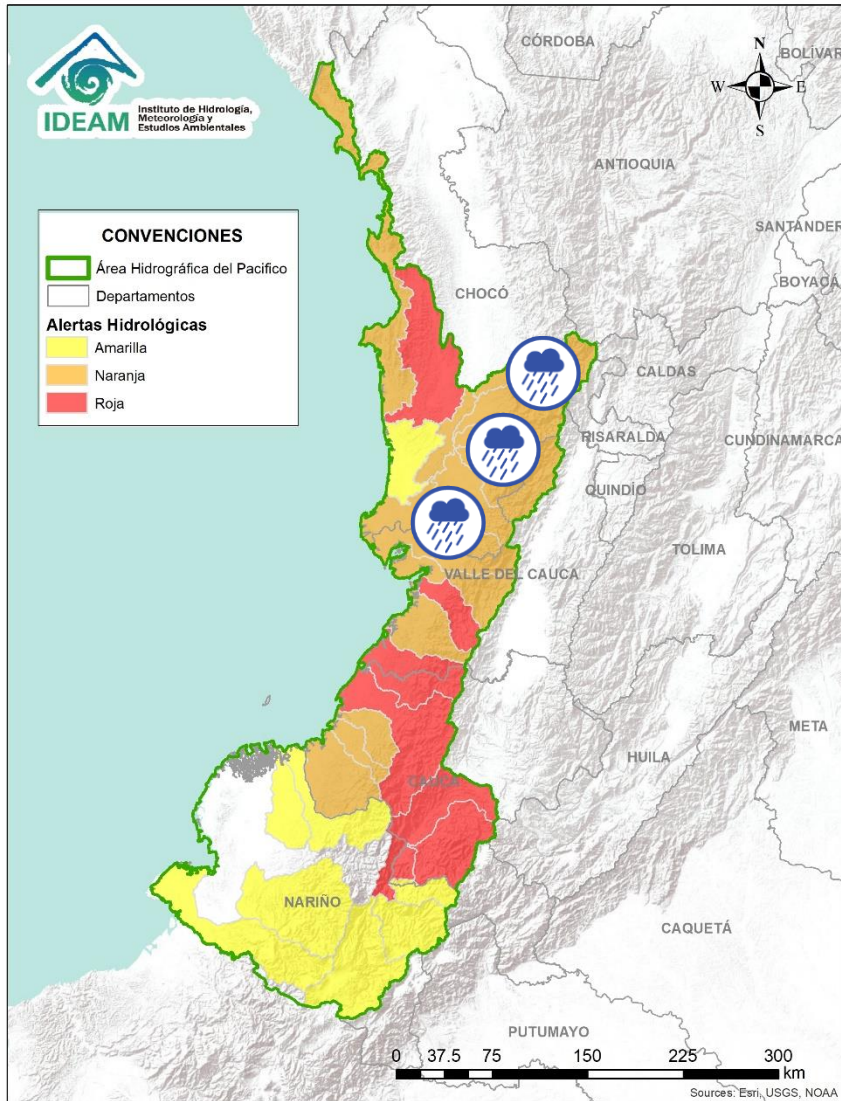 IDEAM
Instituto de Hidrología,
Meteorología y
Estudios Ambientales
CÓRDOBA
BOLÍVAR
N
W
E
S
ANTIOQUIA
SANTANDER
CONVENCIONES
Área Hidrográfica del Pacifico
Departamentos
Alertas Hidrológicas
Amarilla
Naranja
Roja
BOYACÁ
CHOCÓ
CALDAS
RISARALDA
CUNDINAMARCA
QUINDÍO
TOLIMA
VALLE DEL CAUCA
META
HUILA
CAUCA
NARIÑO
CAQUETÁ
PUTUMAYO
0 37.5 75 150 225 300
km
Sources: Esri, USGS, NOAA